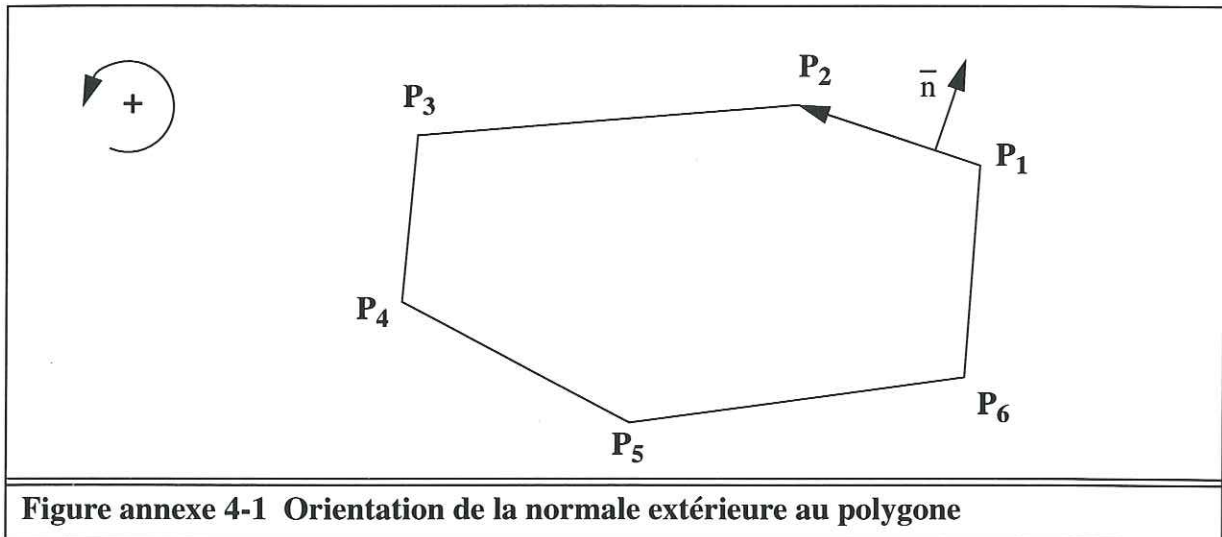 +
P₂
n̅
P₃
P₁
P₄
P₆
P₅
Figure annexe 4-1 Orientation de la normale extérieure au polygone